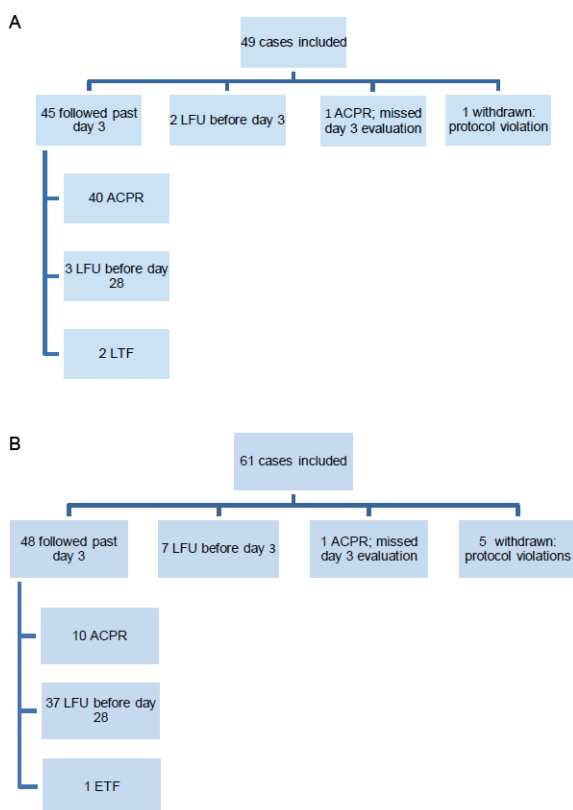 A
49 cases included
45 followed past
day 3
2 LFU before day 3
1 ACPR; missed
day 3 evaluation
1 withdrawn:
protocol violation
40 ACPR
3 LFU before day
28
2 LTF
B
61 cases included
48 followed past
day 3
7 LFU before day 3
1 ACPR; missed
day 3 evaluation
5 withdrawn:
protocol violations
10 ACPR
37 LFU before day
28
1 ETF